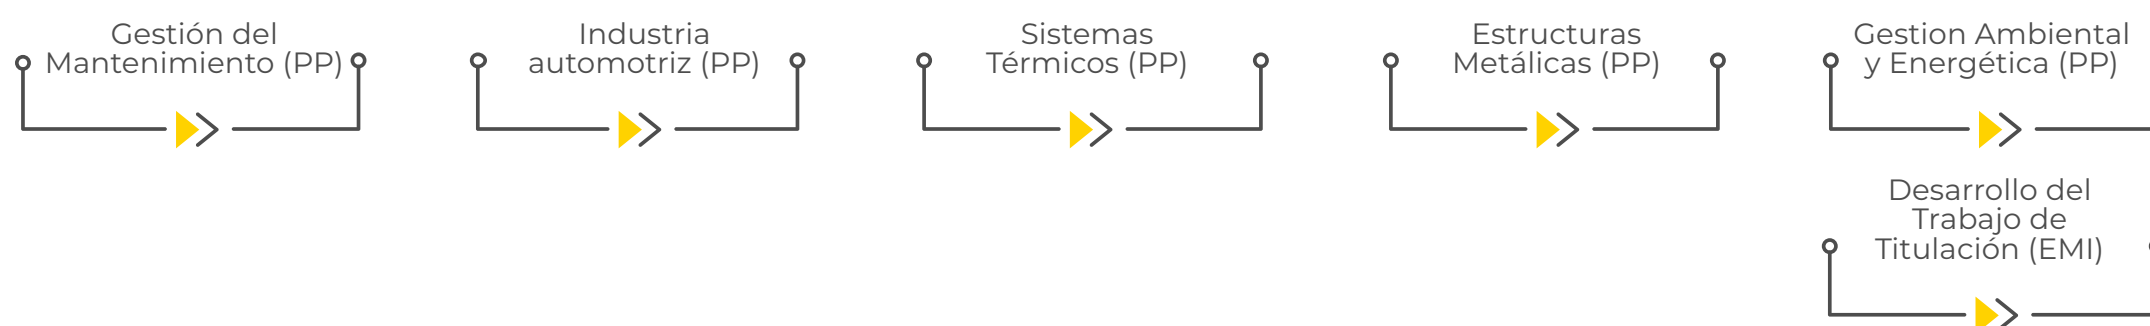 Gestión del
Mantenimiento (PP)
Industria
automotriz (PP)
Sistemas
Térmicos (PP)
Estructuras
Metálicas (PP)
Gestion Ambiental
y Energética (PP)
Desarrollo del
Trabajo de
Titulación (EMI)